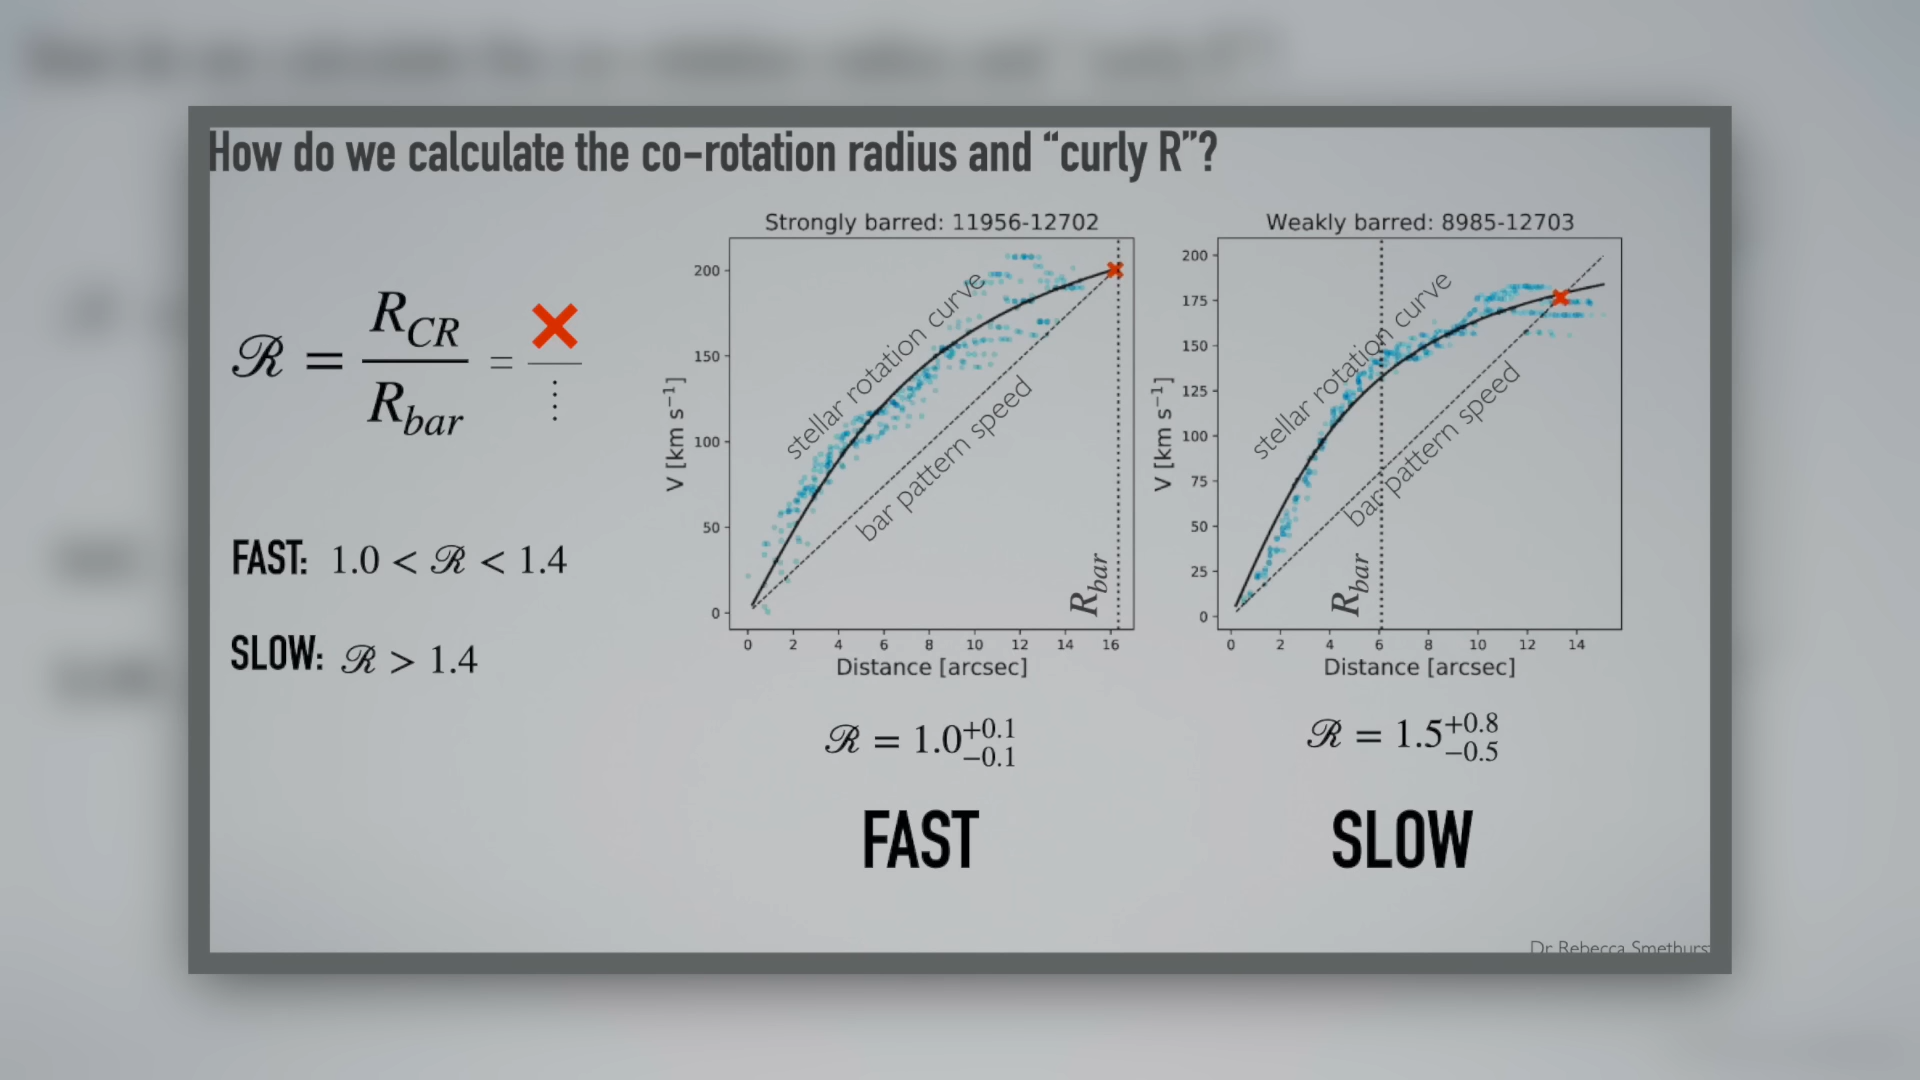 How do we calculate the co-rotation radius and “curly R”?
ℛ = R_CR / R_bar = ✕ / ⋮
FAST: 1.0 < ℛ < 1.4
SLOW: ℛ > 1.4
Strongly barred: 11956-12702
200
150
100
50
0
V [km s⁻¹]
stellar rotation curve
bar pattern speed
R_bar
0 2 4 6 8 10 12 14 16
Distance [arcsec]
ℛ = 1.0 +0.1 −0.1
FAST
Weakly barred: 8985-12703
200
175
150
125
100
75
50
25
0
V [km s⁻¹]
stellar rotation curve
bar pattern speed
R_bar
0 2 4 6 8 10 12 14
Distance [arcsec]
ℛ = 1.5 +0.8 −0.5
SLOW
Dr Rebecca Smethurst